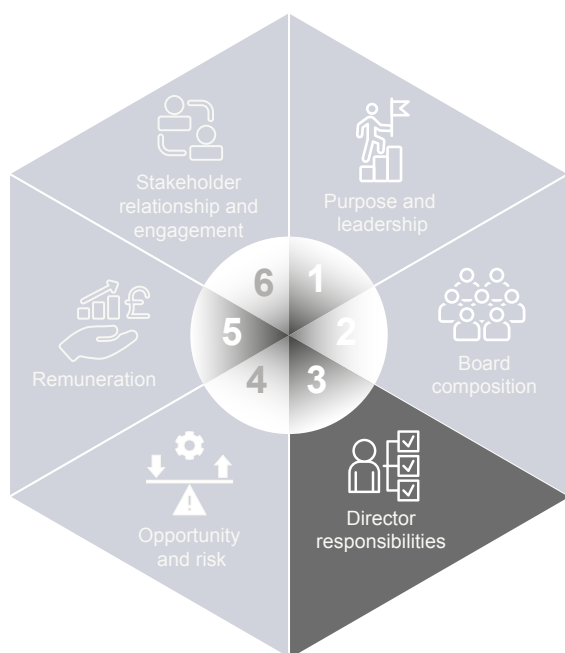 Stakeholder
relationship and
engagement
Purpose and
leadership
6
1
5
2
4
3
Remuneration
£
Board
composition
Opportunity
and risk
!
Director
responsibilities